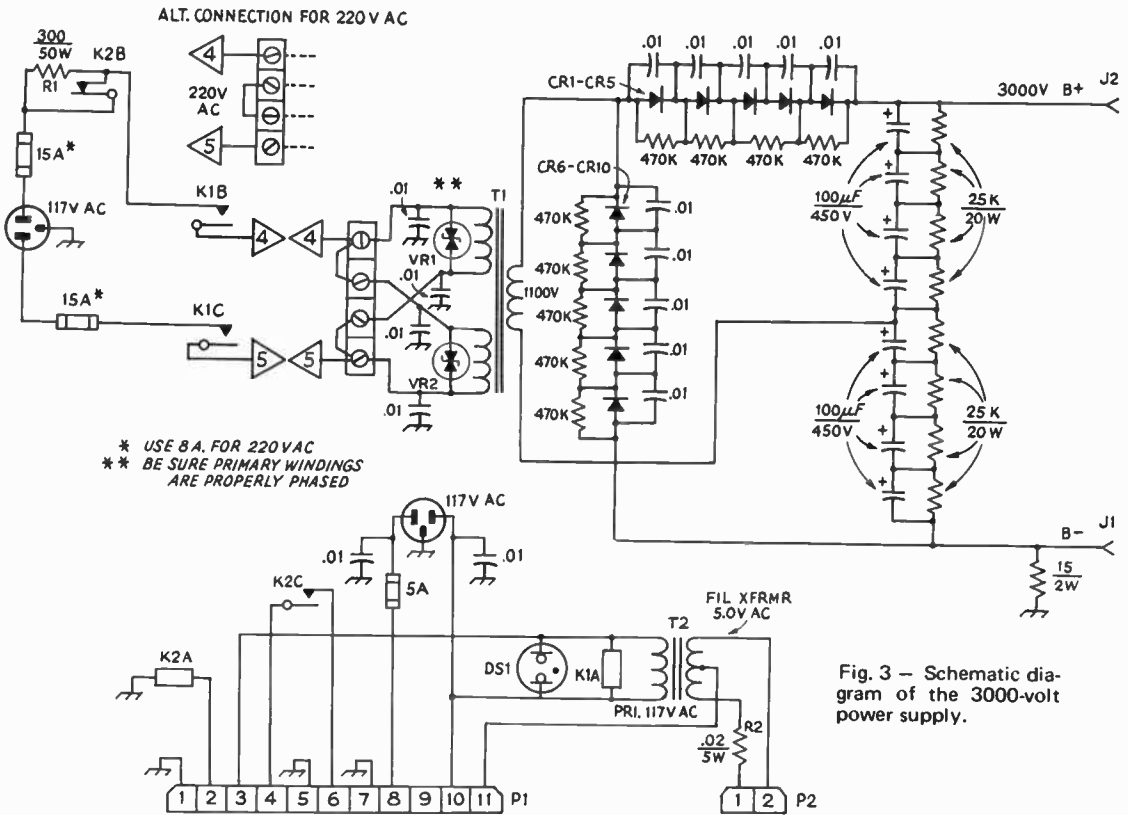 ALT. CONNECTION FOR 220 V AC
300
50W
R1
K2B
4
220V
AC
5
15A*
117V AC
K1B
4
4
15A*
K1C
5
5
.01
**
T1
VR1
.01
.01
VR2
.01
1100V
* USE 8 A. FOR 220 VAC
** BE SURE PRIMARY WINDINGS
ARE PROPERLY PHASED
.01 .01 .01 .01 .01
CR1-CR5
470K 470K 470K 470K
CR6-CR10
470K
470K
470K
470K
470K
.01
.01
.01
.01
.01
3000V B+ J2
+
+
+
+
100µF
450V
25K
20W
+
+
+
+
100µF
450V
25K
20W
B- J1
15
2W
117V AC
.01
.01
5A
K2C
K2A
DS1
K1A
T2
FIL XFRMR
5.0V AC
PRI. 117V AC
.02
5W
R2
1 2 3 4 5 6 7 8 9 10 11 P1
1 2 P2
Fig. 3 — Schematic dia-
gram of the 3000-volt
power supply.